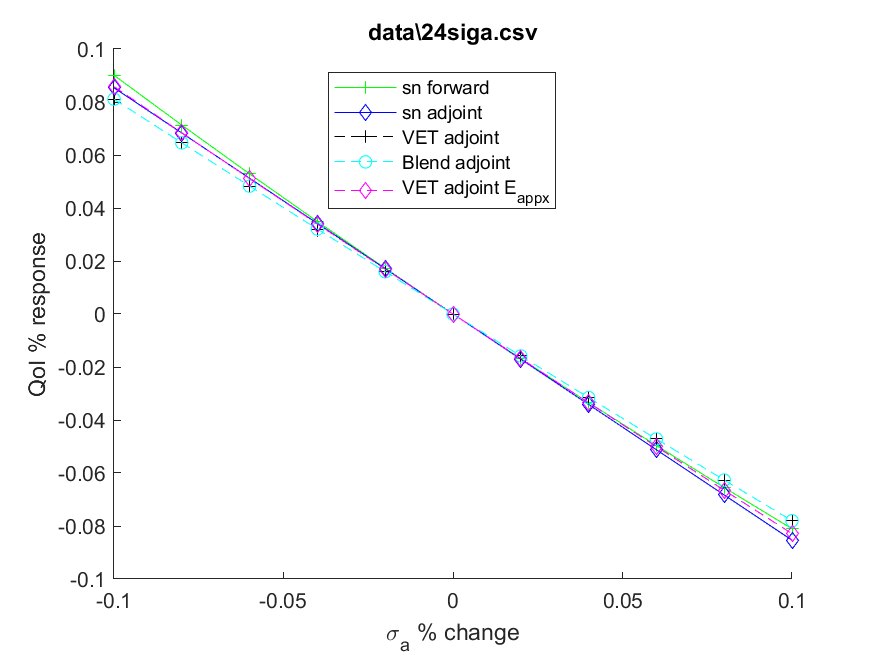 data\24siga.csv
sn forward
sn adjoint
VET adjoint
Blend adjoint
VET adjoint E_appx
0.1
0.08
0.06
0.04
0.02
0
-0.02
-0.04
-0.06
-0.08
-0.1
QoI % response
-0.1 -0.05 0 0.05 0.1
σ_a % change